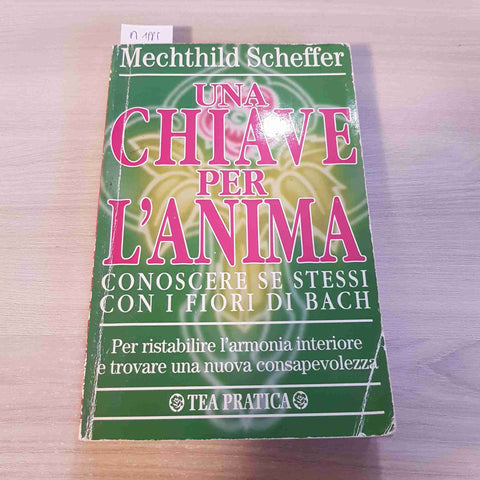 Mechthild Scheffer
UNA
CHIAVE
PER
L'ANIMA
CONOSCERE SE STESSI
CON I FIORI DI BACH
Per ristabilire l'armonia interiore
e trovare una nuova consapevolezza
TEA PRATICA